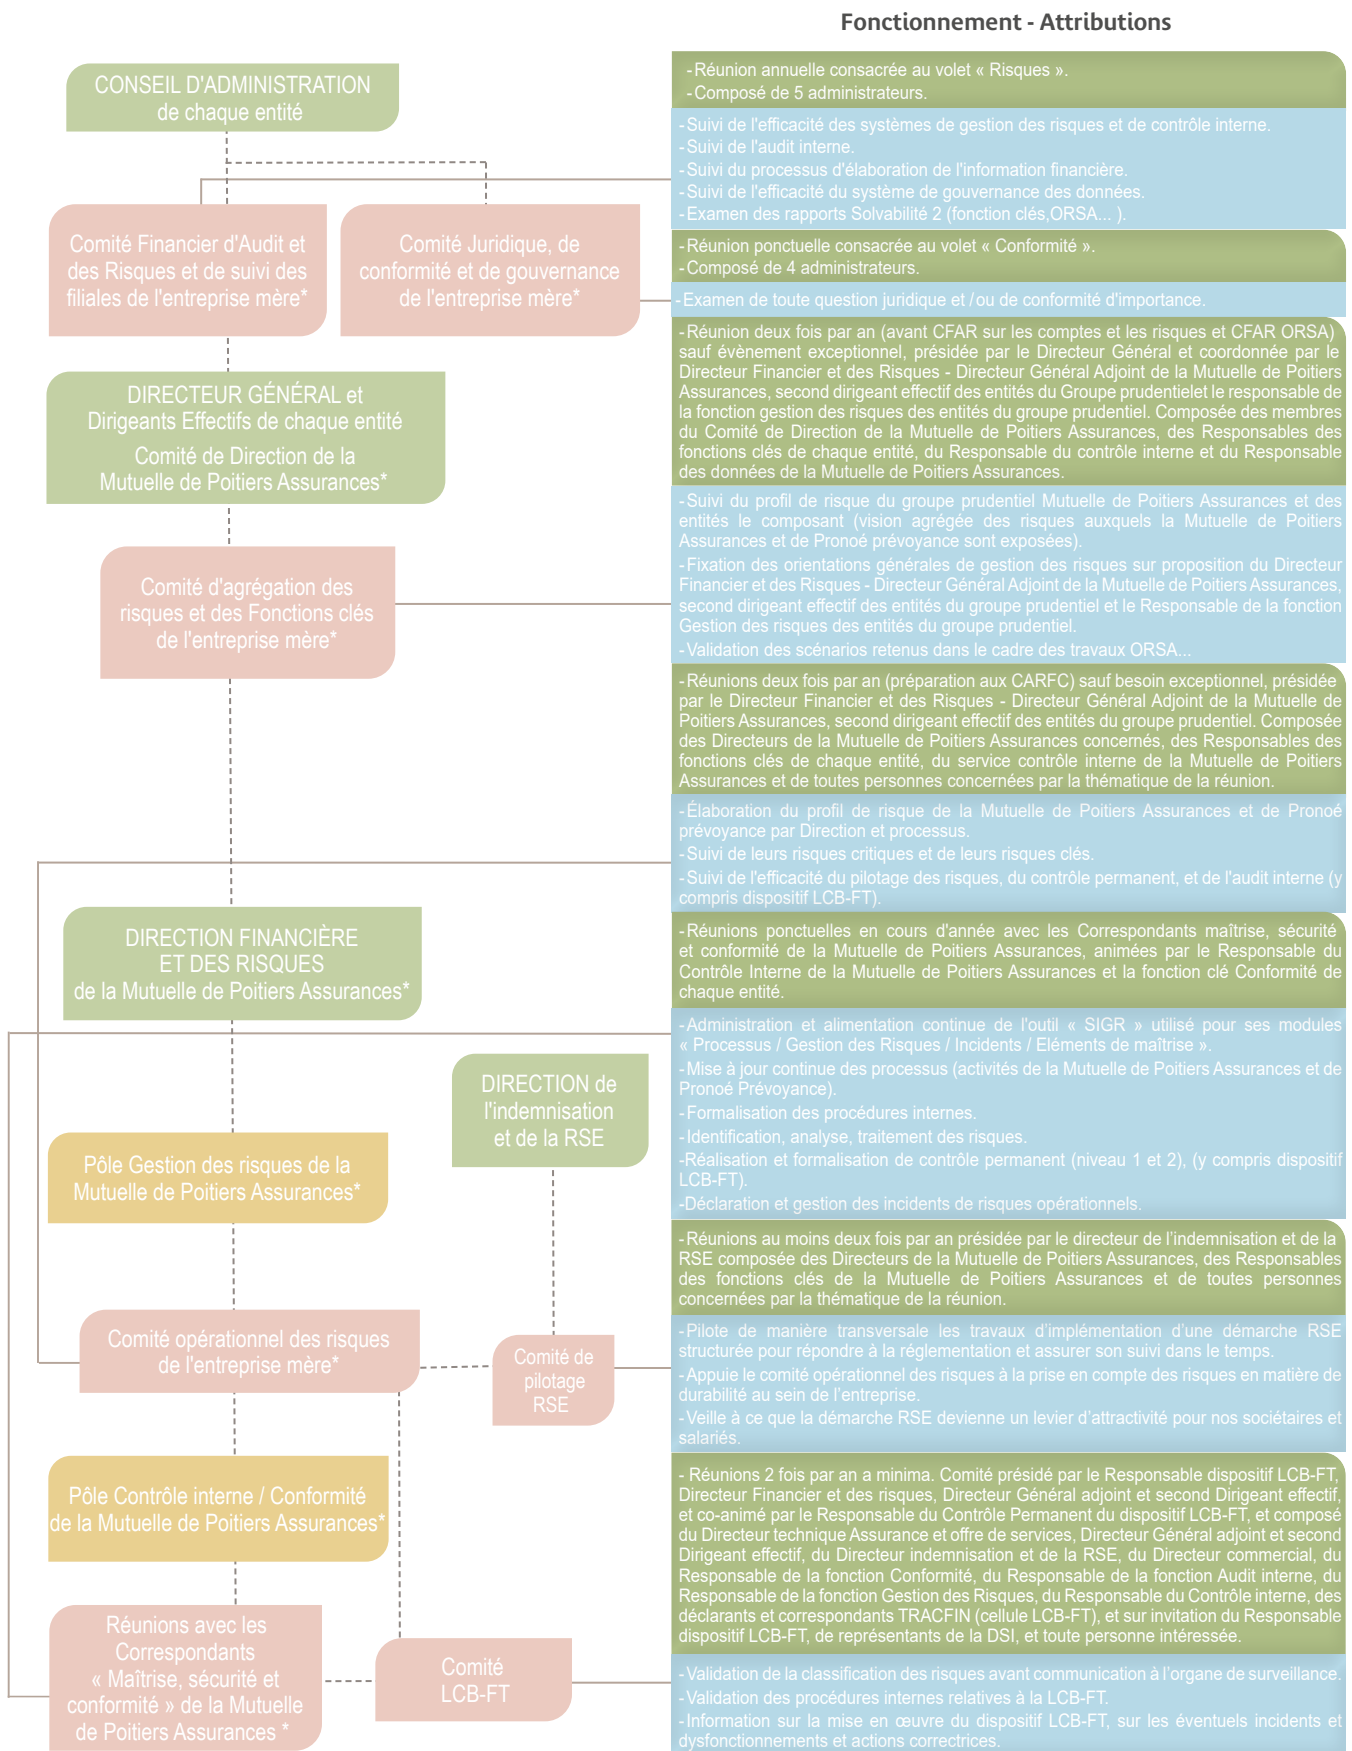 Fonctionnement - Attributions
CONSEIL D'ADMINISTRATION
de chaque entité
Comité Financier d'Audit et
des Risques et de suivi des
filiales de l'entreprise mère*
Comité Juridique, de
conformité et de gouvernance
de l'entreprise mère*
DIRECTEUR GÉNÉRAL et
Dirigeants Effectifs de chaque entité
Comité de Direction de la
Mutuelle de Poitiers Assurances*
Comité d'agrégation des
risques et des Fonctions clés
de l'entreprise mère*
DIRECTION FINANCIÈRE
ET DES RISQUES
de la Mutuelle de Poitiers Assurances*
DIRECTION de
l'indemnisation
et de la RSE
Pôle Gestion des risques de la
Mutuelle de Poitiers Assurances*
Comité opérationnel des risques
de l'entreprise mère*
Comité de
pilotage
RSE
Pôle Contrôle interne / Conformité
de la Mutuelle de Poitiers Assurances*
Réunions avec les
Correspondants
« Maîtrise, sécurité et
conformité » de la Mutuelle
de Poitiers Assurances *
Comité
LCB-FT
- Réunion annuelle consacrée au volet « Risques ».
- Composé de 5 administrateurs.
- Suivi de l'efficacité des systèmes de gestion des risques et de contrôle interne.
- Suivi de l'audit interne.
- Suivi du processus d'élaboration de l'information financière.
- Suivi de l'efficacité du système de gouvernance des données.
- Examen des rapports Solvabilité 2 (fonction clés,ORSA... ).
- Réunion ponctuelle consacrée au volet « Conformité ».
- Composé de 4 administrateurs.
- Examen de toute question juridique et / ou de conformité d'importance.
- Réunion deux fois par an (avant CFAR sur les comptes et les risques et CFAR ORSA)
sauf évènement exceptionnel, présidée par le Directeur Général et coordonnée par le
Directeur Financier et des Risques - Directeur Général Adjoint de la Mutuelle de Poitiers
Assurances, second dirigeant effectif des entités du Groupe prudentielet le responsable de
la fonction gestion des risques des entités du groupe prudentiel. Composée des membres
du Comité de Direction de la Mutuelle de Poitiers Assurances, des Responsables des
fonctions clés de chaque entité, du Responsable du contrôle interne et du Responsable
des données de la Mutuelle de Poitiers Assurances.
- Suivi du profil de risque du groupe prudentiel Mutuelle de Poitiers Assurances et des
entités le composant (vision agrégée des risques auxquels la Mutuelle de Poitiers
Assurances et de Pronoé prévoyance sont exposées).
- Fixation des orientations générales de gestion des risques sur proposition du Directeur
Financier et des Risques - Directeur Général Adjoint de la Mutuelle de Poitiers Assurances,
second dirigeant effectif des entités du groupe prudentiel et le Responsable de la fonction
Gestion des risques des entités du groupe prudentiel.
- Validation des scénarios retenus dans le cadre des travaux ORSA...
- Réunions deux fois par an (préparation aux CARFC) sauf besoin exceptionnel, présidée
par le Directeur Financier et des Risques - Directeur Général Adjoint de la Mutuelle de
Poitiers Assurances, second dirigeant effectif des entités du groupe prudentiel. Composée
des Directeurs de la Mutuelle de Poitiers Assurances concernés, des Responsables des
fonctions clés de chaque entité, du service contrôle interne de la Mutuelle de Poitiers
Assurances et de toutes personnes concernées par la thématique de la réunion.
- Élaboration du profil de risque de la Mutuelle de Poitiers Assurances et de Pronoé
prévoyance par Direction et processus.
- Suivi de leurs risques critiques et de leurs risques clés.
- Suivi de l'efficacité du pilotage des risques, du contrôle permanent, et de l'audit interne (y
compris dispositif LCB-FT).
- Réunions ponctuelles en cours d'année avec les Correspondants maîtrise, sécurité
et conformité de la Mutuelle de Poitiers Assurances, animées par le Responsable du
Contrôle Interne de la Mutuelle de Poitiers Assurances et la fonction clé Conformité de
chaque entité.
- Administration et alimentation continue de l'outil « SIGR » utilisé pour ses modules
« Processus / Gestion des Risques / Incidents / Eléments de maîtrise ».
- Mise à jour continue des processus (activités de la Mutuelle de Poitiers Assurances et de
Pronoé Prévoyance).
- Formalisation des procédures internes.
- Identification, analyse, traitement des risques.
-Réalisation et formalisation de contrôle permanent (niveau 1 et 2), (y compris dispositif
LCB-FT).
-Déclaration et gestion des incidents de risques opérationnels.
- Réunions au moins deux fois par an présidée par le directeur de l’indemnisation et de la
RSE composée des Directeurs de la Mutuelle de Poitiers Assurances, des Responsables
des fonctions clés de la Mutuelle de Poitiers Assurances et de toutes personnes
concernées par la thématique de la réunion.
- Pilote de manière transversale les travaux d’implémentation d’une démarche RSE
structurée pour répondre à la réglementation et assurer son suivi dans le temps.
- Appuie le comité opérationnel des risques à la prise en compte des risques en matière de
durabilité au sein de l’entreprise.
- Veille à ce que la démarche RSE devienne un levier d’attractivité pour nos sociétaires et
salariés.
- Réunions 2 fois par an a minima. Comité présidé par le Responsable dispositif LCB-FT,
Directeur Financier et des risques, Directeur Général adjoint et second Dirigeant effectif,
et co-animé par le Responsable du Contrôle Permanent du dispositif LCB-FT, et composé
du Directeur technique Assurance et offre de services, Directeur Général adjoint et second
Dirigeant effectif, du Directeur indemnisation et de la RSE, du Directeur commercial, du
Responsable de la fonction Conformité, du Responsable de la fonction Audit interne, du
Responsable de la fonction Gestion des Risques, du Responsable du Contrôle interne, des
déclarants et correspondants TRACFIN (cellule LCB-FT), et sur invitation du Responsable
dispositif LCB-FT, de représentants de la DSI, et toute personne intéressée.
- Validation de la classification des risques avant communication à l’organe de surveillance.
- Validation des procédures internes relatives à la LCB-FT.
- Information sur la mise en œuvre du dispositif LCB-FT, sur les éventuels incidents et
dysfonctionnements et actions correctrices.